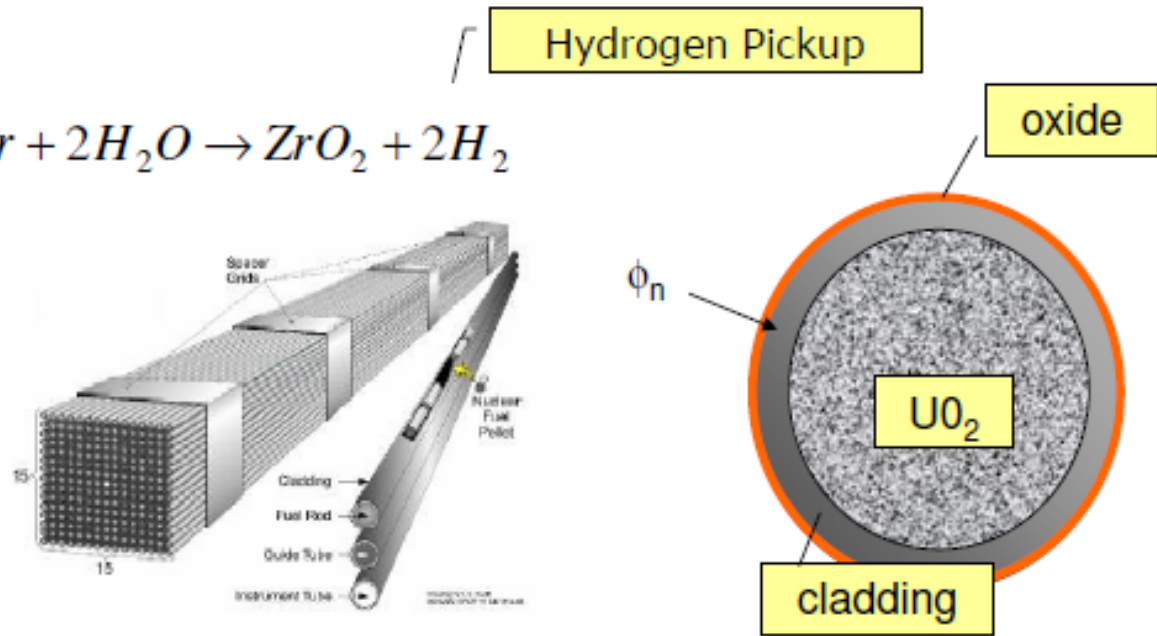 Hydrogen Pickup
oxide
r + 2H₂O → ZrO₂ + 2H₂
Spacer
Grids
ϕₙ
Nuclear
Fuel
Pellet
U0₂
15
Cladding
Fuel Rod
Guide Tube
Instrument Tube
15
cladding